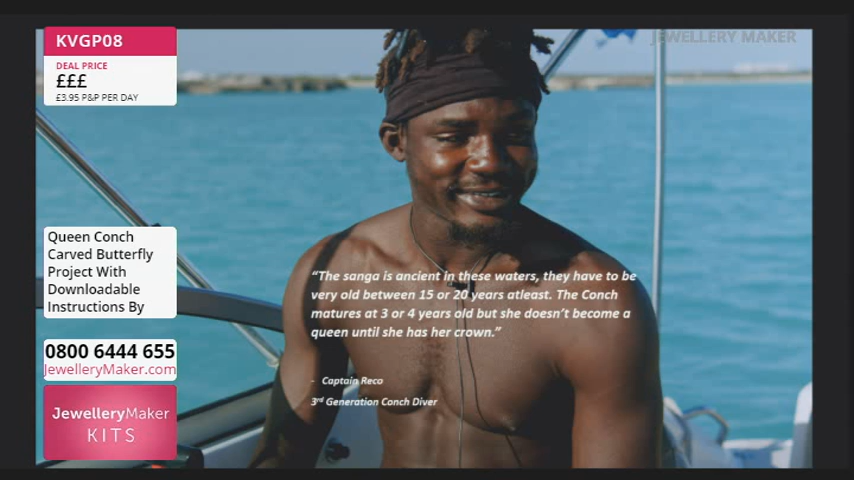 KVGP08
DEAL PRICE
£££
£3.95 P&P PER DAY
JEWELLERY MAKER
Queen Conch
Carved Butterfly
Project With
Downloadable
Instructions By
0800 6444 655
JewelleryMaker.com
JewelleryMaker
KITS
“The sanga is ancient in these waters, they have to be
very old between 15 or 20 years atleast. The Conch
matures at 3 or 4 years old but she doesn’t become a
queen until she has her crown.”
- Captain Reco
3rd Generation Conch Diver